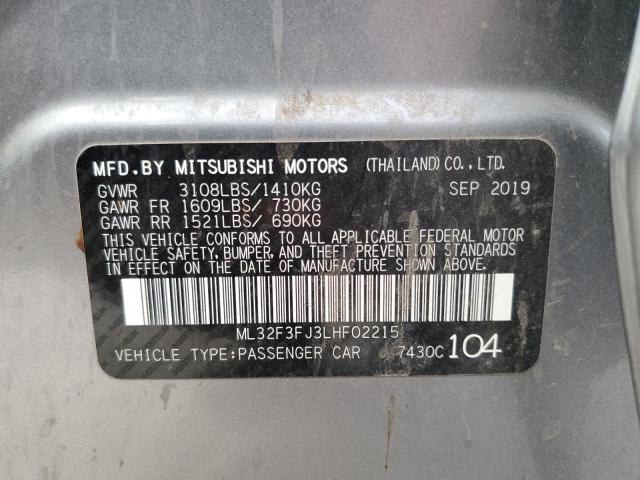 MFD.BY MITSUBISHI MOTORS (THAILAND) CO., LTD.
GVWR 3108LBS/1410KG SEP 2019
GAWR FR 1609LBS/ 730KG
GAWR RR 1521LBS/ 690KG
THIS VEHICLE CONFORMS TO ALL APPLICABLE FEDERAL MOTOR
VEHICLE SAFETY, BUMPER, AND THEFT PREVENTION STANDARDS
IN EFFECT ON THE DATE OF MANUFACTURE SHOWN ABOVE.
ML32F3FJ3LHF02215
VEHICLE TYPE:PASSENGER CAR 104